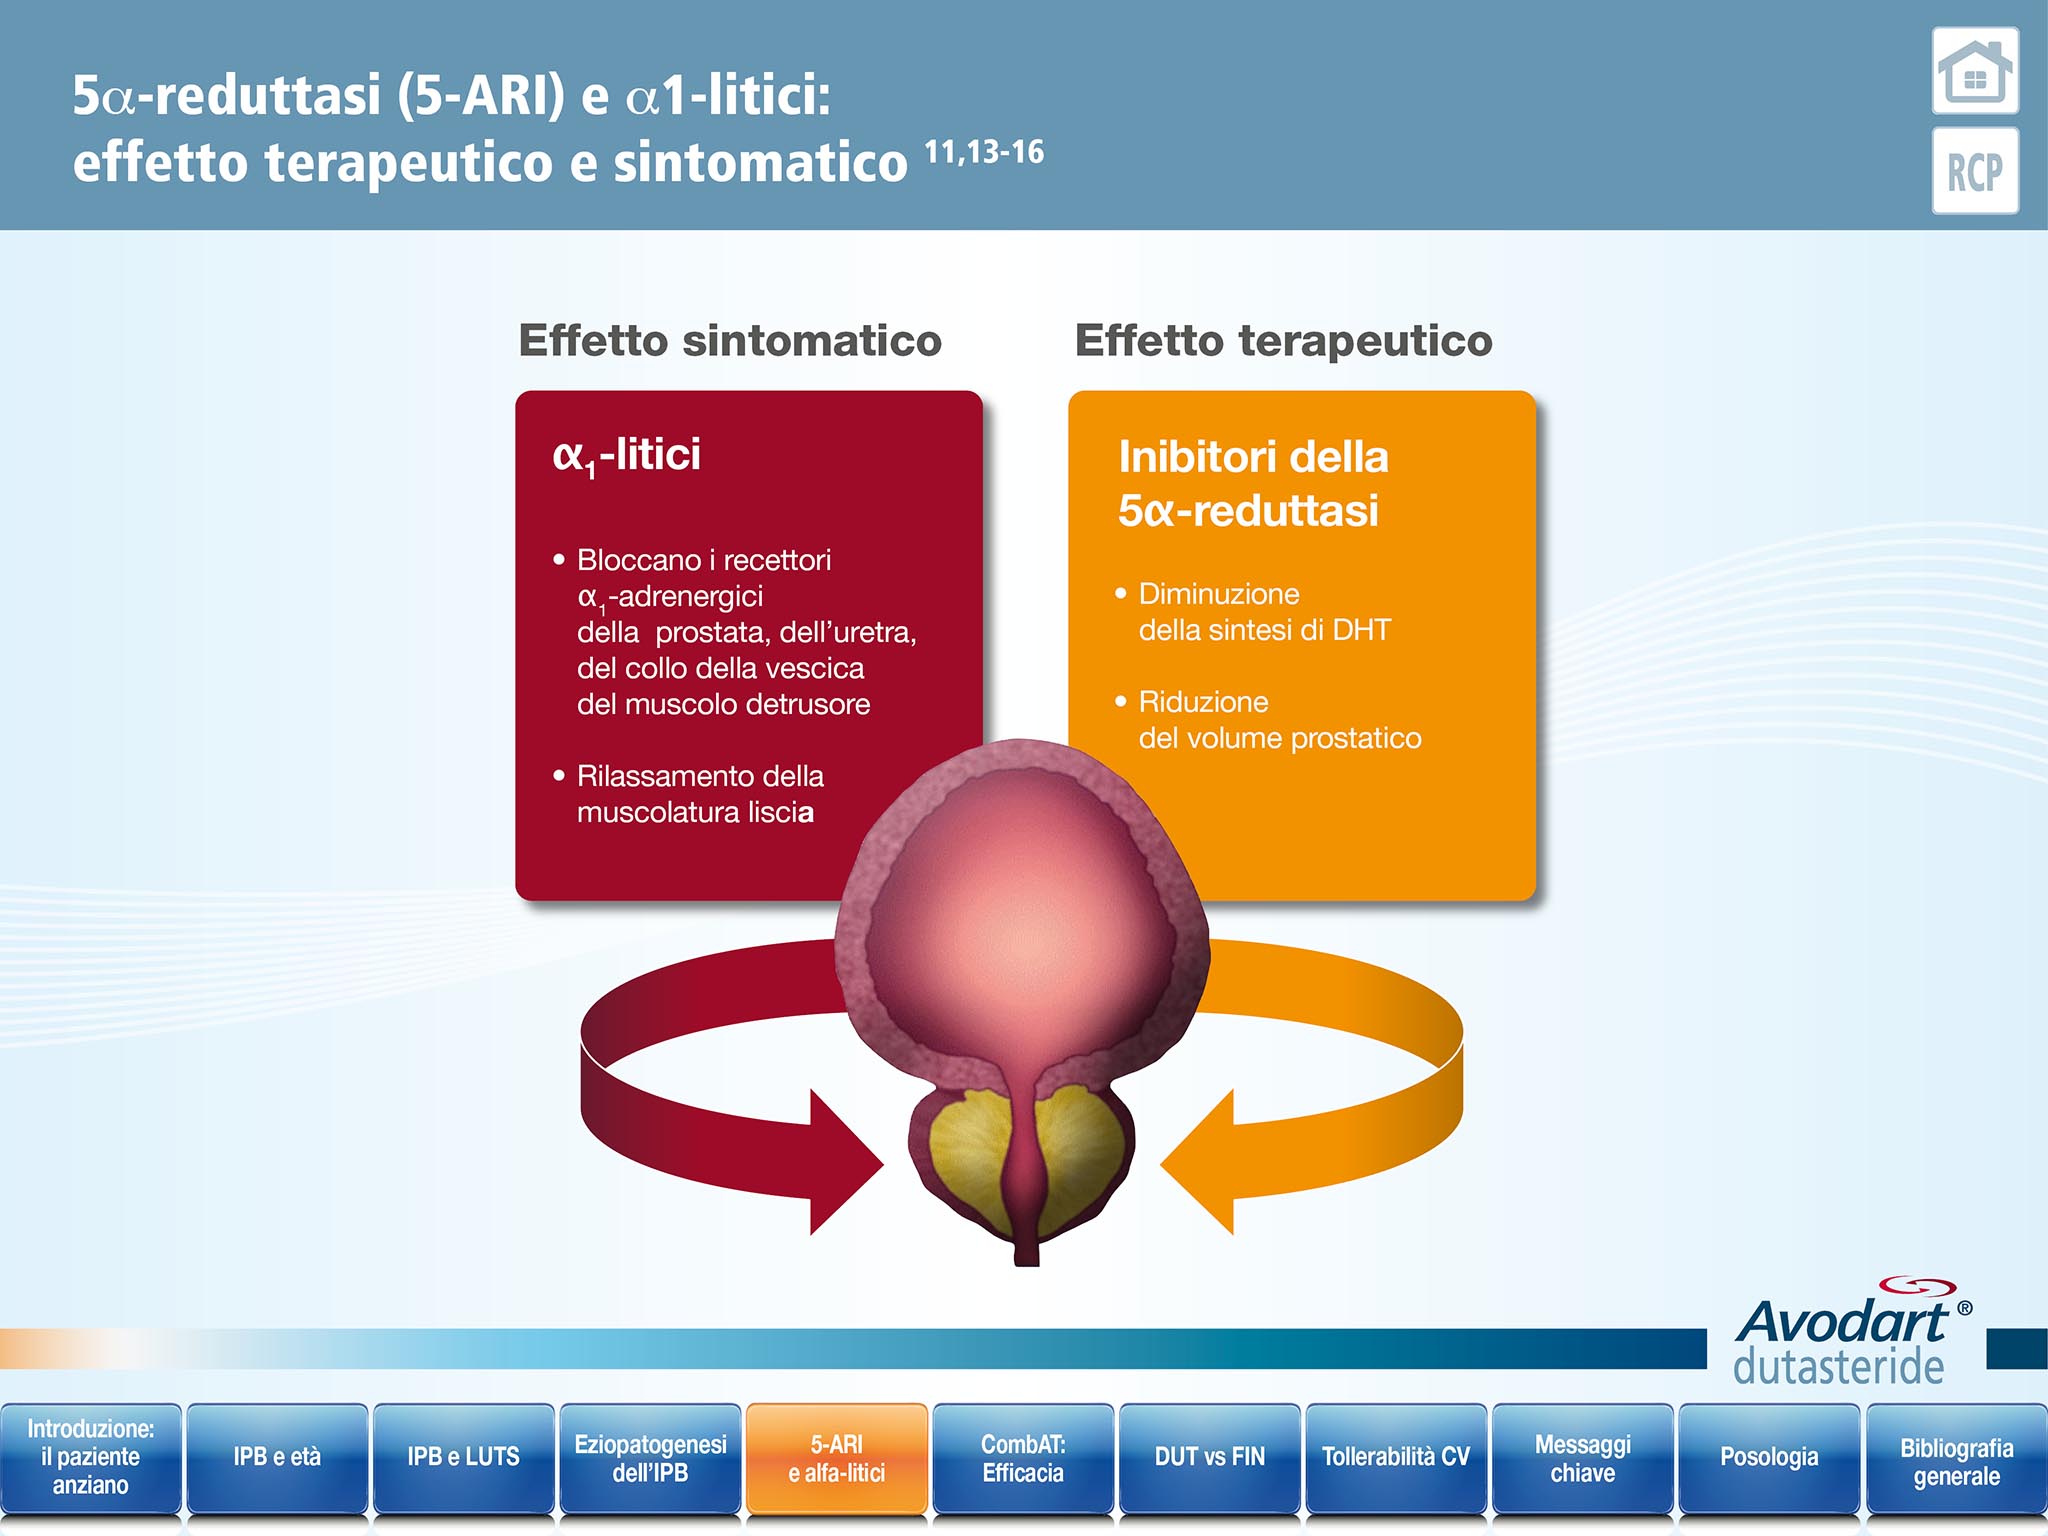 5α-reduttasi (5-ARI) e α1-litici:
effetto terapeutico e sintomatico 11,13-16
RCP
Effetto sintomatico
α1-litici
• Bloccano i recettori
α1-adrenergici
della prostata, dell’uretra,
del collo della vescica
del muscolo detrusore
• Rilassamento della
muscolatura liscia
Effetto terapeutico
Inibitori della
5α-reduttasi
• Diminuzione
della sintesi di DHT
• Riduzione
del volume prostatico
Avodart®
dutasteride
Introduzione:
il paziente
anziano
IPB e età
IPB e LUTS
Eziopatogenesi
dell’IPB
5-ARI
e alfa-litici
CombAT:
Efficacia
DUT vs FIN
Tollerabilità CV
Messaggi
chiave
Posologia
Bibliografia
generale